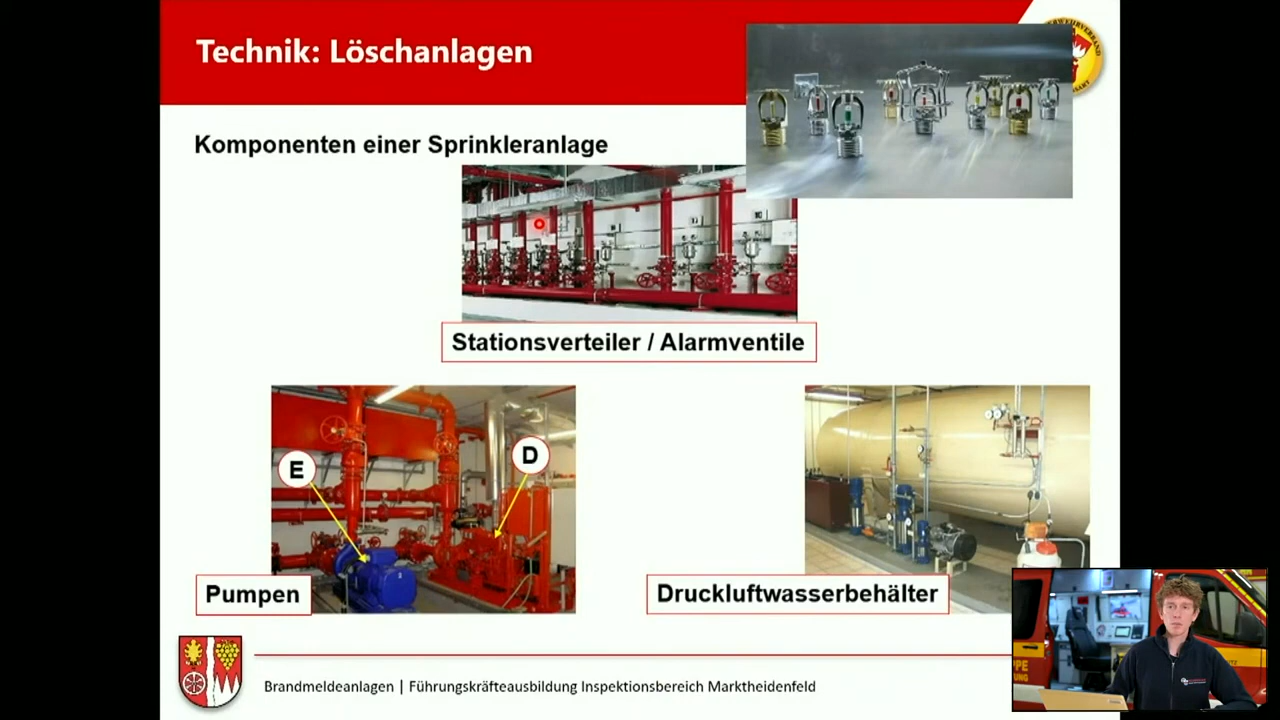 Technik: Löschanlagen
Komponenten einer Sprinkleranlage
Stationsverteiler / Alarmventile
E
D
Pumpen
Druckluftwasserbehälter
Brandmeldeanlagen | Führungskräfteausbildung Inspektionsbereich Marktheidenfeld